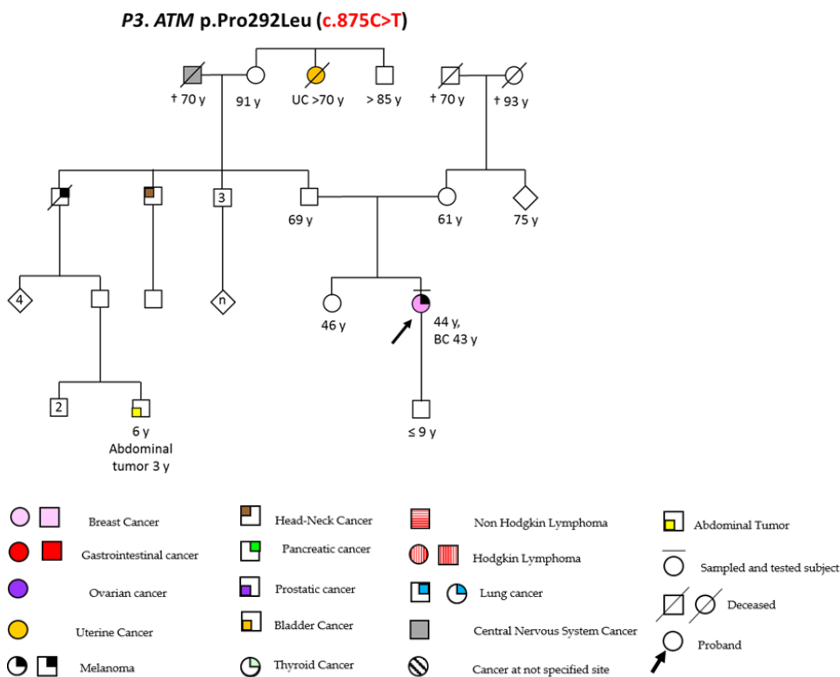 P3. ATM p.Pro292Leu (c.875C>T)
† 70 y
91 y
UC >70 y
> 85 y
† 70 y
† 93 y
3
69 y
61 y
75 y
4
n
46 y
44 y,
BC 43 y
2
6 y
Abdominal
tumor 3 y
≤ 9 y
Breast Cancer
Head-Neck Cancer
Non Hodgkin Lymphoma
Abdominal Tumor
Gastrointestinal cancer
Pancreatic cancer
Hodgkin Lymphoma
Sampled and tested subject
Ovarian cancer
Prostatic cancer
Lung cancer
Deceased
Uterine Cancer
Bladder Cancer
Central Nervous System Cancer
Proband
Melanoma
Thyroid Cancer
Cancer at not specified site